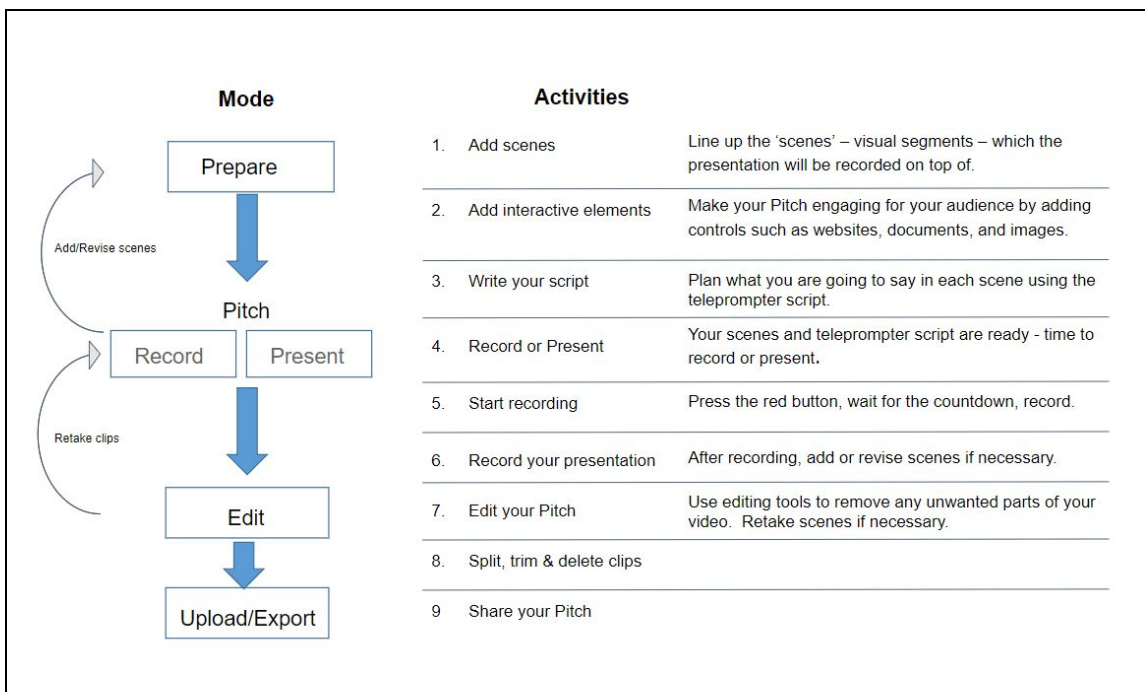 Mode
Activities
Prepare
Add/Revise scenes
Pitch
Record
Present
Retake clips
Edit
Upload/Export
1. Add scenes
Line up the ‘scenes’ – visual segments – which the
presentation will be recorded on top of.
2. Add interactive elements
Make your Pitch engaging for your audience by adding
controls such as websites, documents, and images.
3. Write your script
Plan what you are going to say in each scene using the
teleprompter script.
4. Record or Present
Your scenes and teleprompter script are ready - time to
record or present.
5. Start recording
Press the red button, wait for the countdown, record.
6. Record your presentation
After recording, add or revise scenes if necessary.
7. Edit your Pitch
Use editing tools to remove any unwanted parts of your
video. Retake scenes if necessary.
8. Split, trim & delete clips
9 Share your Pitch